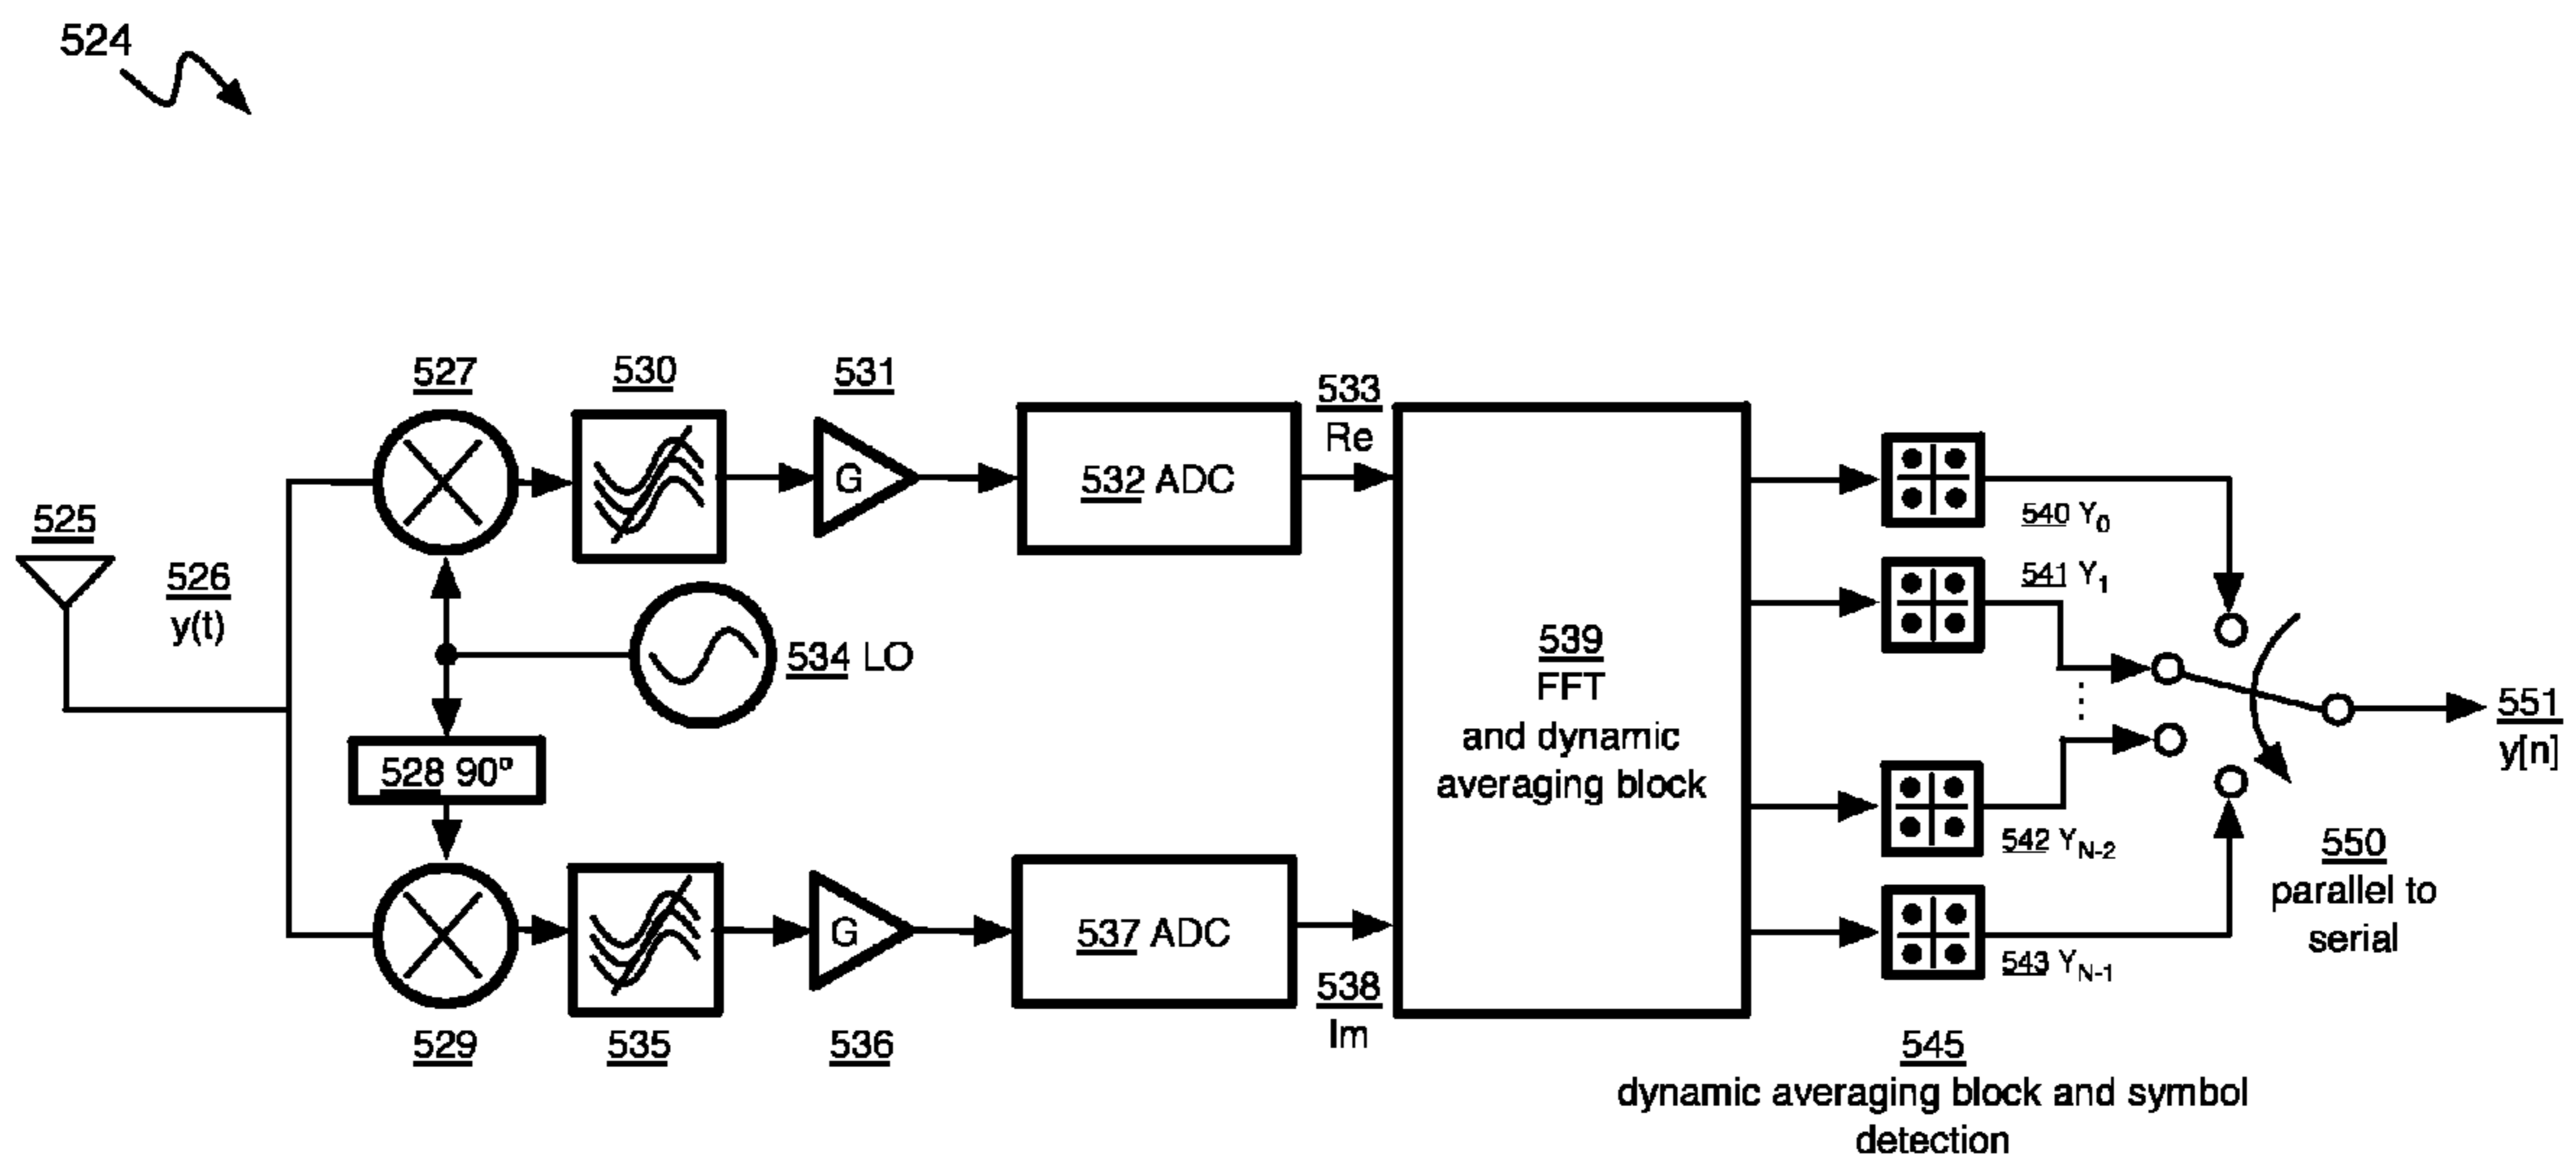 524
527
530
531
533
Re
G
532 ADC
525
526
y(t)
534 LO
528 90º
539
FFT
and dynamic
averaging block
540 Y0
541 Y1
542 YN-2
543 YN-1
551
y[n]
550
parallel to
serial
G
537 ADC
538
Im
529
535
536
545
dynamic averaging block and symbol
detection